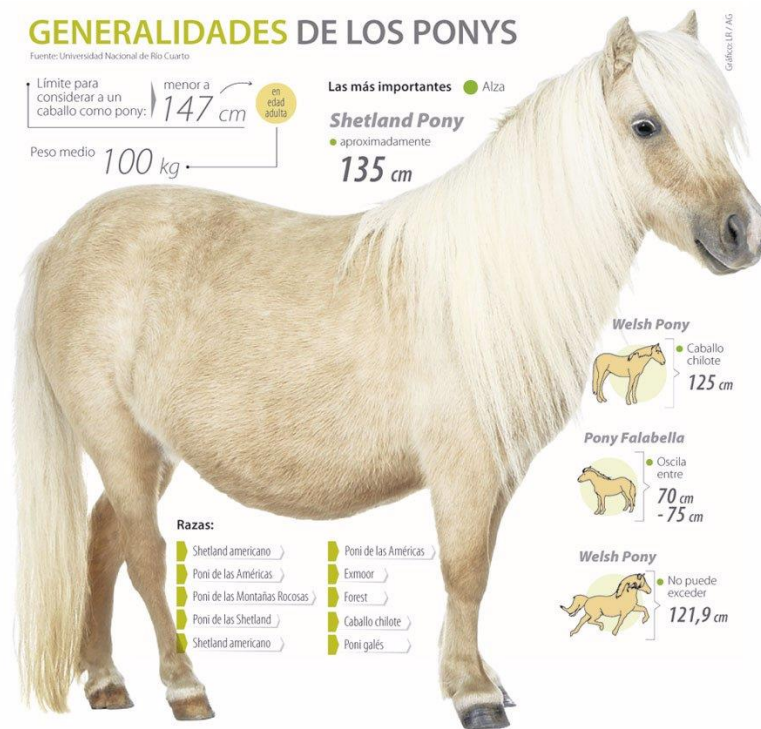 GENERALIDADES DE LOS PONYS
Fuente: Universidad Nacional de Río Cuarto
Gráfico: LR / AG
Límite para
considerar a un
caballo como pony:
menor a
147 cm
en
edad
adulta
Peso medio
100 kg
Las más importantes
Alza
Shetland Pony
aproximadamente
135 cm
Welsh Pony
Caballo
chilote
125 cm
Pony Falabella
Oscila
entre
70 cm
- 75 cm
Welsh Pony
No puede
exceder
121,9 cm
Razas:
Shetland americano
Poni de las Américas
Poni de las Montañas Rocosas
Poni de las Shetland
Shetland americano
Poni de las Américas
Exmoor
Forest
Caballo chilote
Poni galés